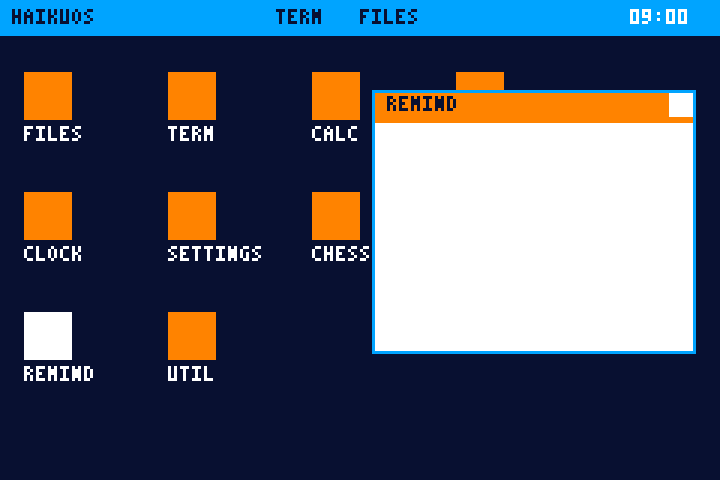 HAIKUOS TERM FILES 09:00
REMIND
FILES TERM CALC
CLOCK SETTINGS CHESS
REMIND UTIL